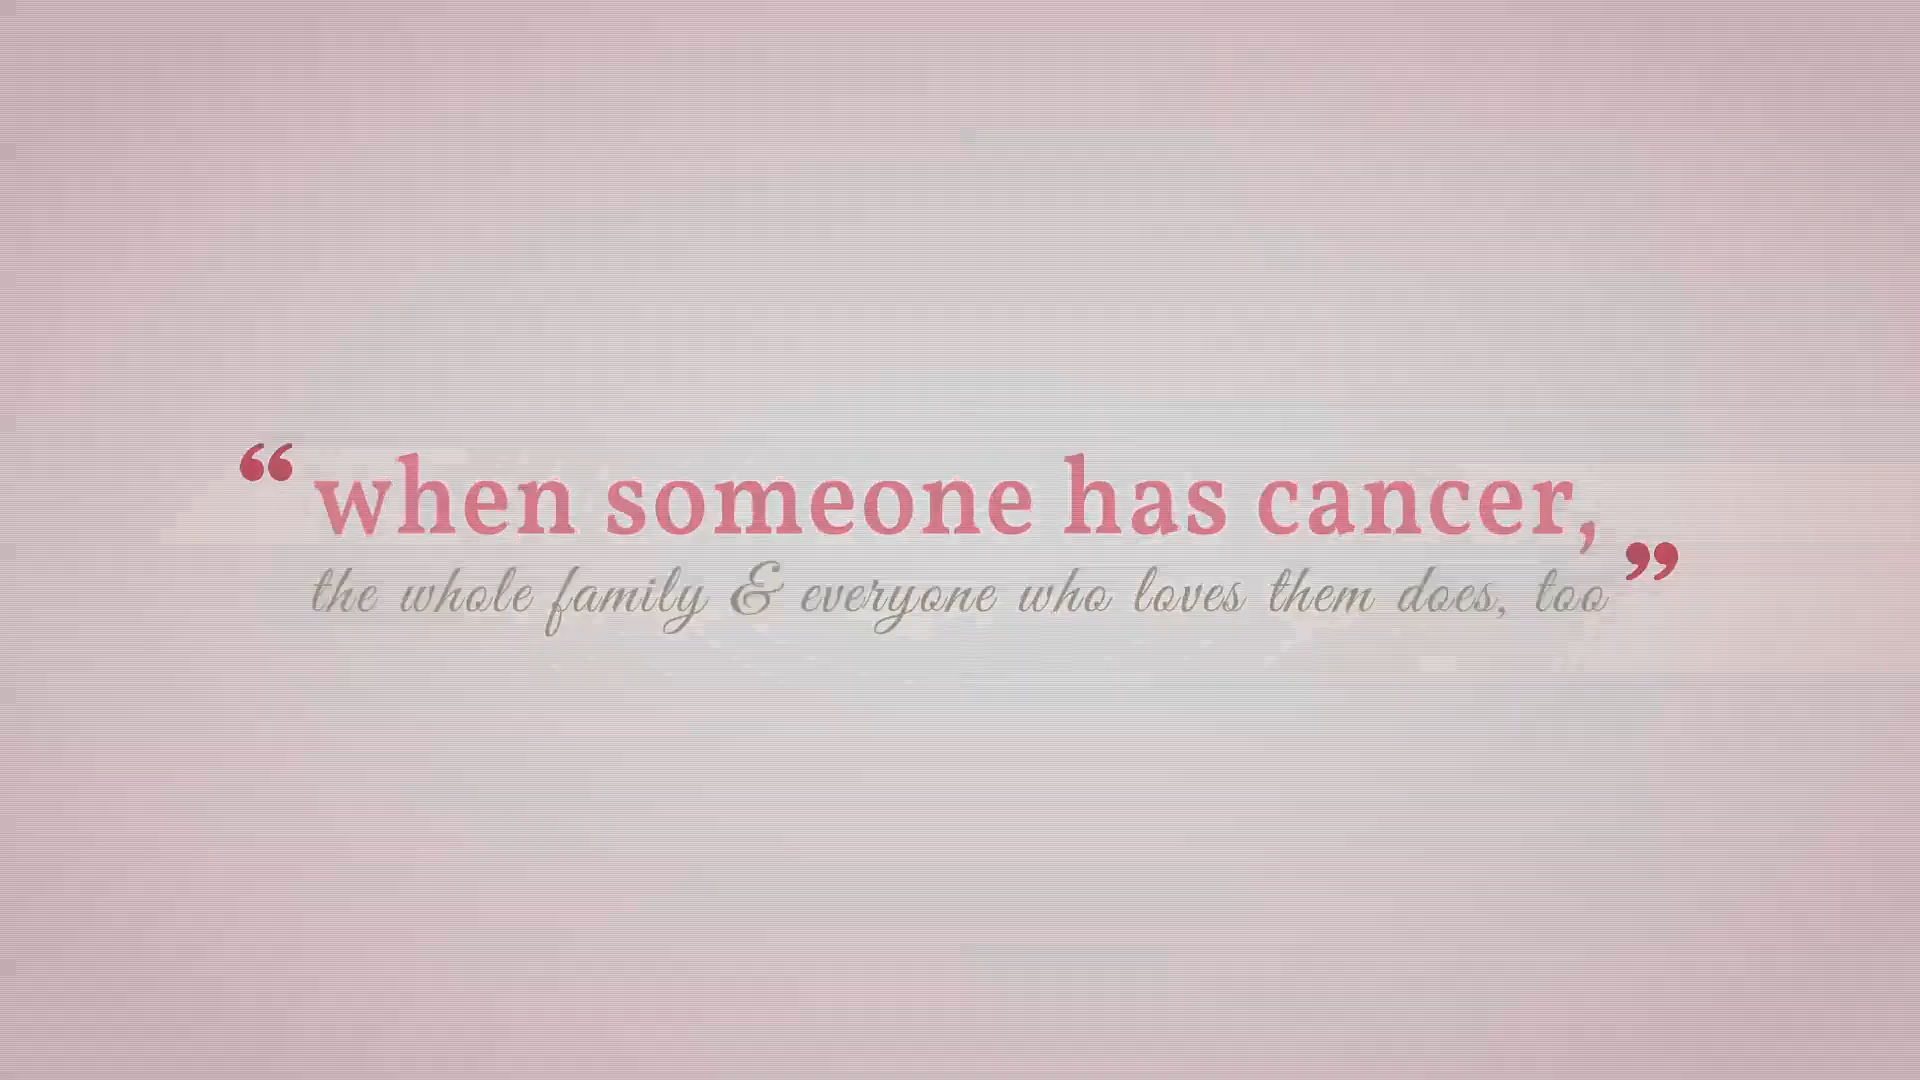 “when someone has cancer,
the whole family & everyone who loves them does, too”